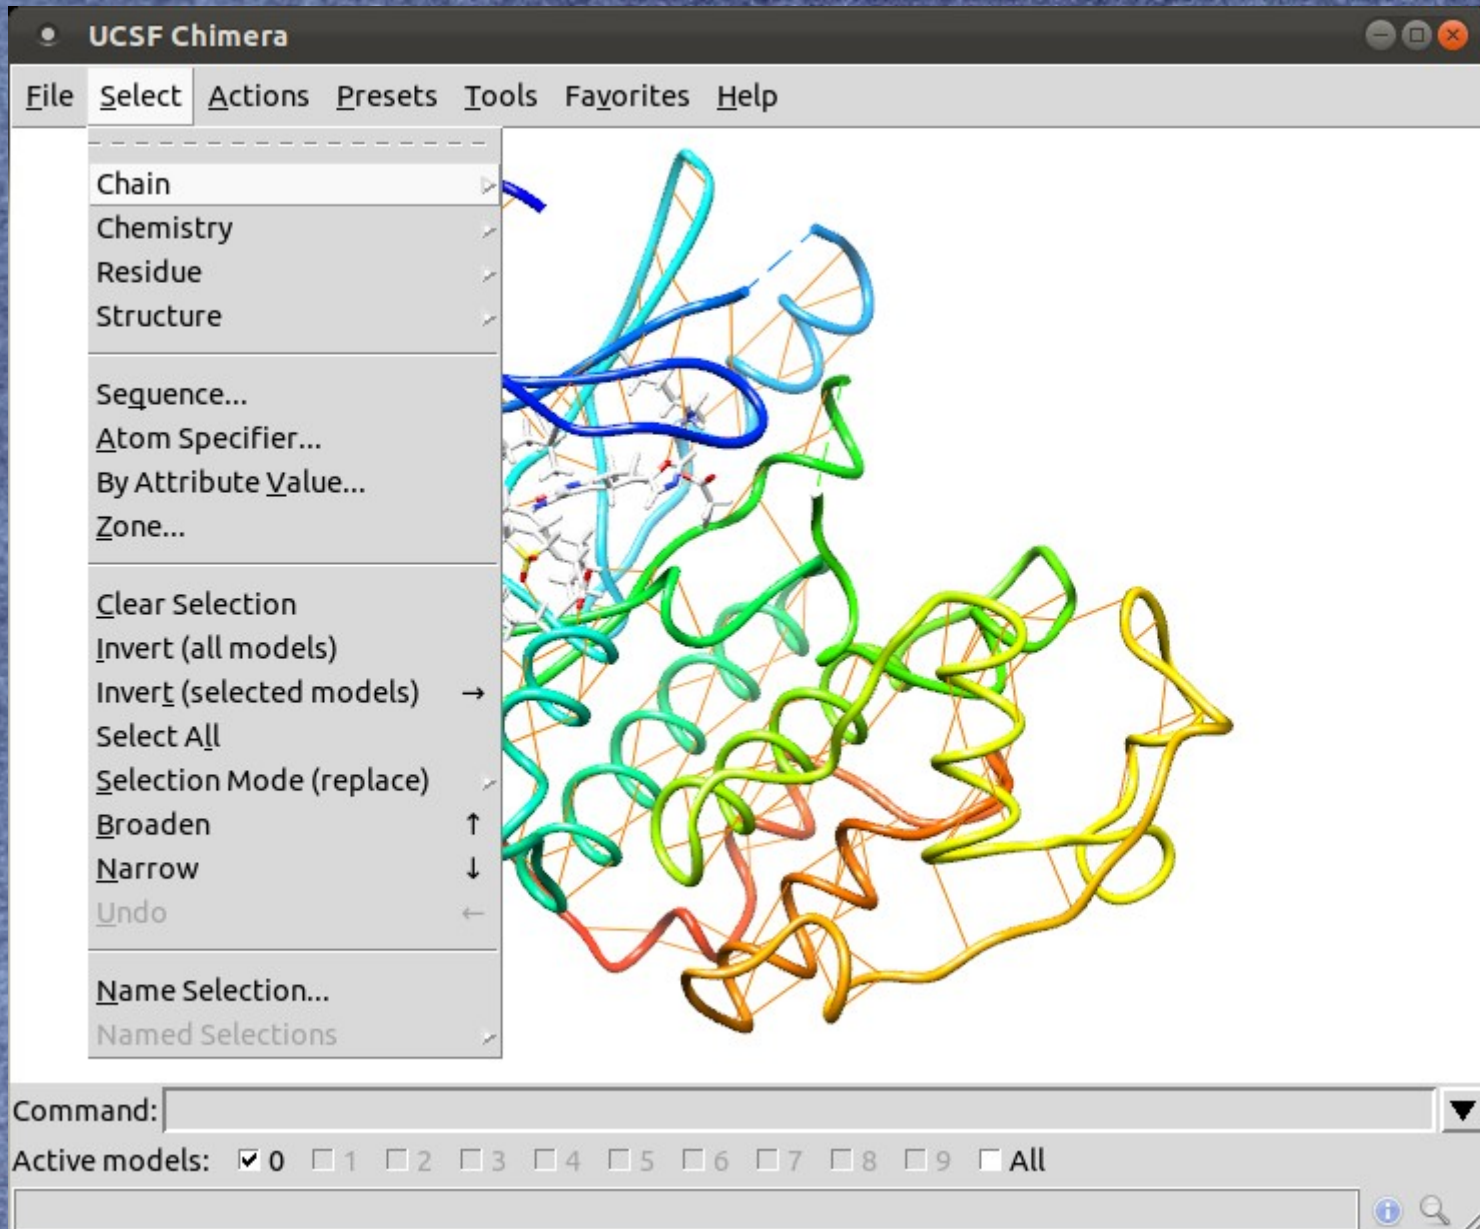 UCSF Chimera
File Select Actions Presets Tools Favorites Help
Chain
Chemistry
Residue
Structure
Sequence...
Atom Specifier...
By Attribute Value...
Zone...
Clear Selection
Invert (all models)
Invert (selected models) →
Select All
Selection Mode (replace)
Broaden ↑
Narrow ↓
Undo ←
Name Selection...
Named Selections
Command:
Active models: 0 1 2 3 4 5 6 7 8 9 All